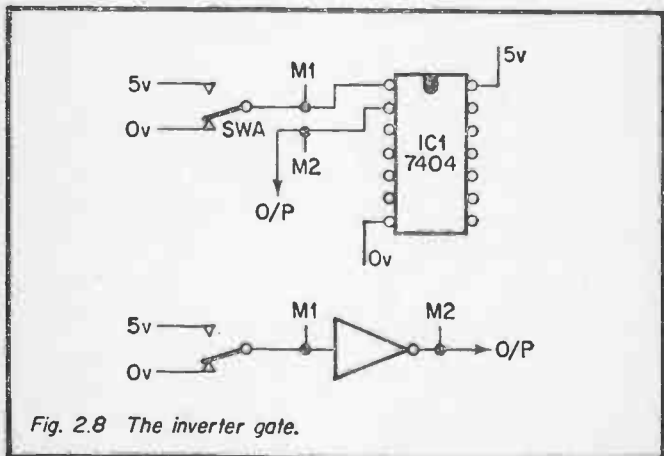 5v
M1
5v
0v
SWA
M2
IC1
7404
O/P
0v
M1
M2
5v
0v
O/P
Fig. 2.8 The inverter gate.